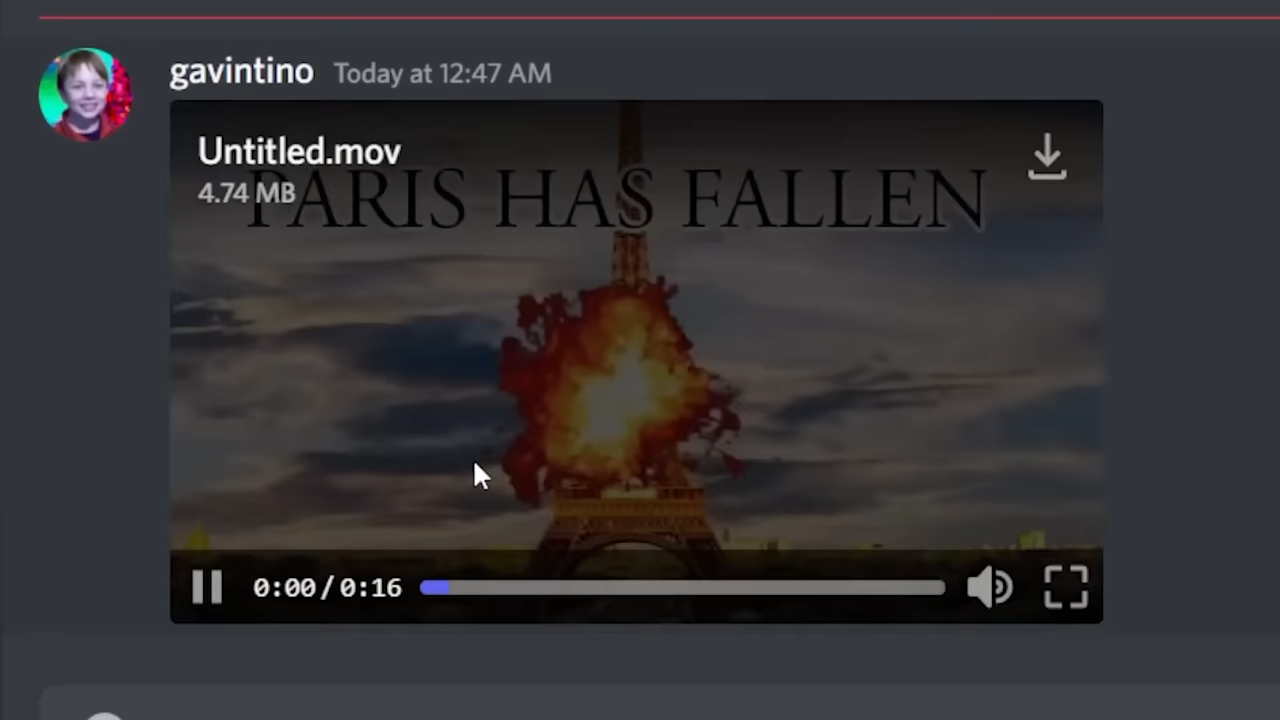 gavintino Today at 12:47 AM
Untitled.mov
4.74 MB
PARIS HAS FALLEN
0:00/0:16